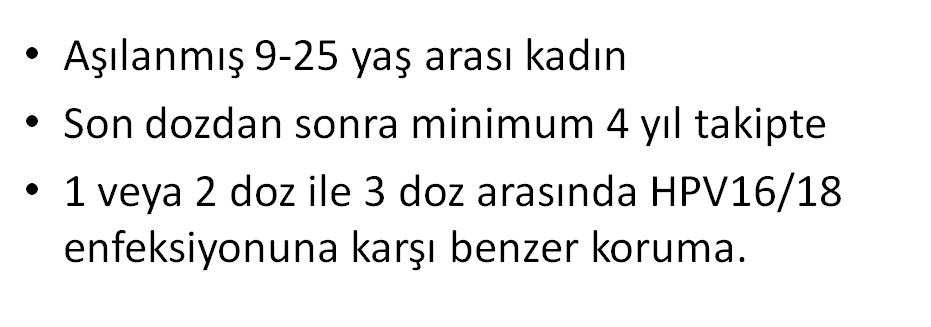 • Aşılanmış 9-25 yaş arası kadın
• Son dozdan sonra minimum 4 yıl takipte
• 1 veya 2 doz ile 3 doz arasında HPV16/18
enfeksiyonuna karşı benzer koruma.